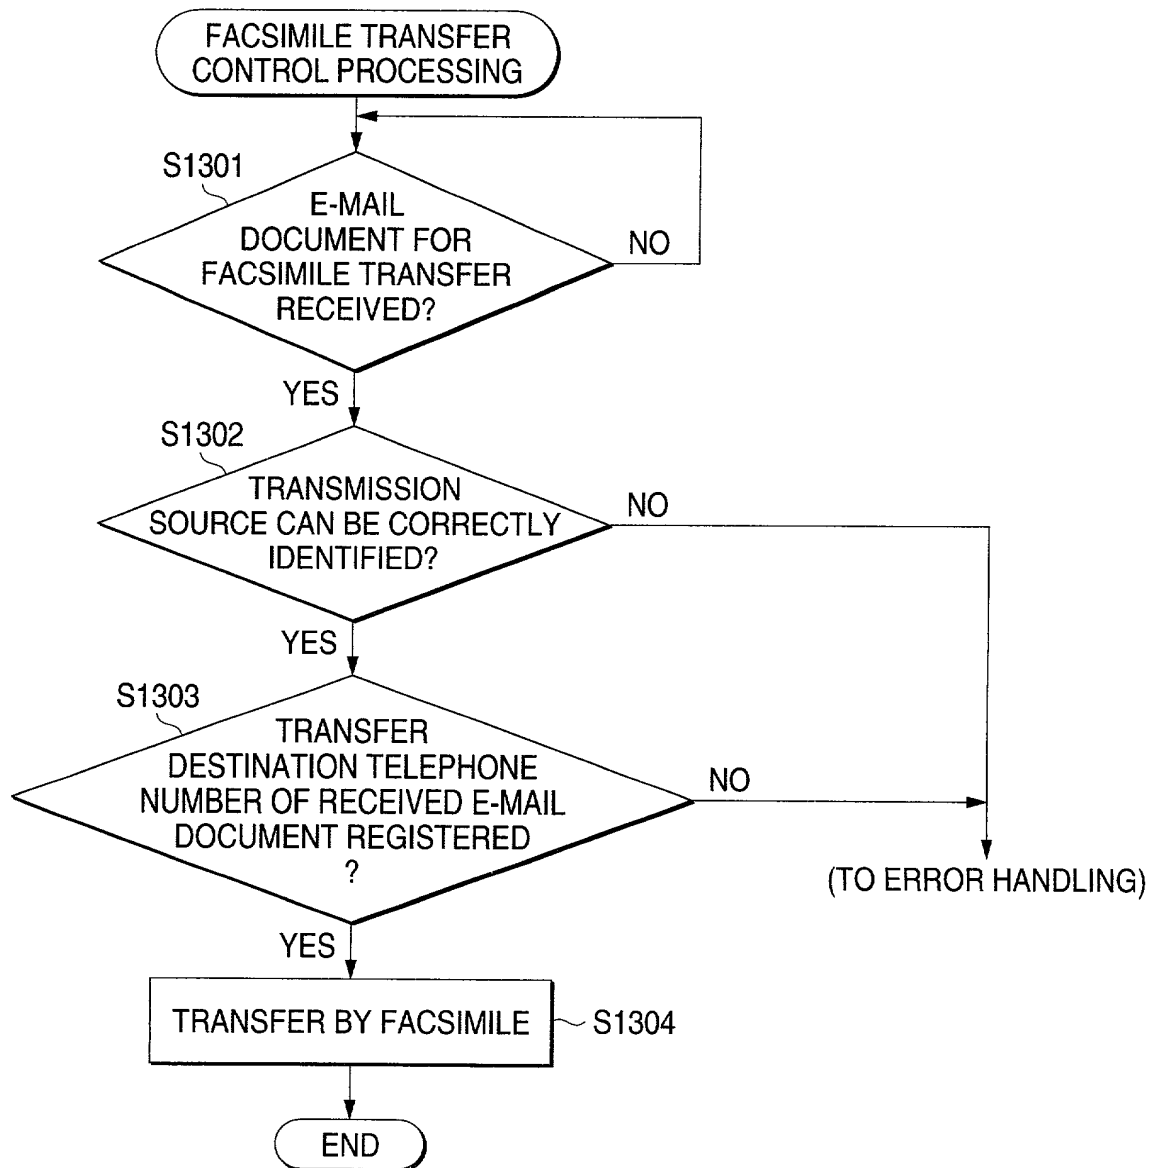 FACSIMILE TRANSFER
CONTROL PROCESSING
S1301
E-MAIL
DOCUMENT FOR
FACSIMILE TRANSFER
RECEIVED?
NO
YES
S1302
TRANSMISSION
SOURCE CAN BE CORRECTLY
IDENTIFIED?
NO
YES
S1303
TRANSFER
DESTINATION TELEPHONE
NUMBER OF RECEIVED E-MAIL
DOCUMENT REGISTERED
?
NO
(TO ERROR HANDLING)
YES
TRANSFER BY FACSIMILE
S1304
END